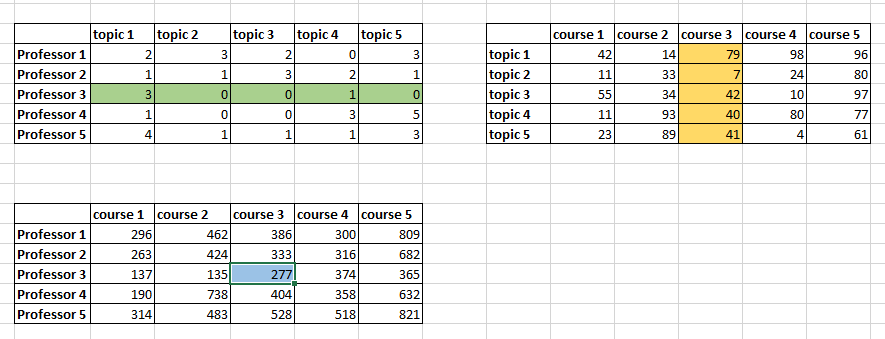 topic 1 topic 2 topic 3 topic 4 topic 5
Professor 1 2 3 2 0 3
Professor 2 1 1 3 2 1
Professor 3 3 0 0 1 0
Professor 4 1 0 0 3 5
Professor 5 4 1 1 1 3
course 1 course 2 course 3 course 4 course 5
topic 1 42 14 79 98 96
topic 2 11 33 7 24 80
topic 3 55 34 42 10 97
topic 4 11 93 40 80 77
topic 5 23 89 41 4 61
course 1 course 2 course 3 course 4 course 5
Professor 1 296 462 386 300 809
Professor 2 263 424 333 316 682
Professor 3 137 135 277 374 365
Professor 4 190 738 404 358 632
Professor 5 314 483 528 518 821